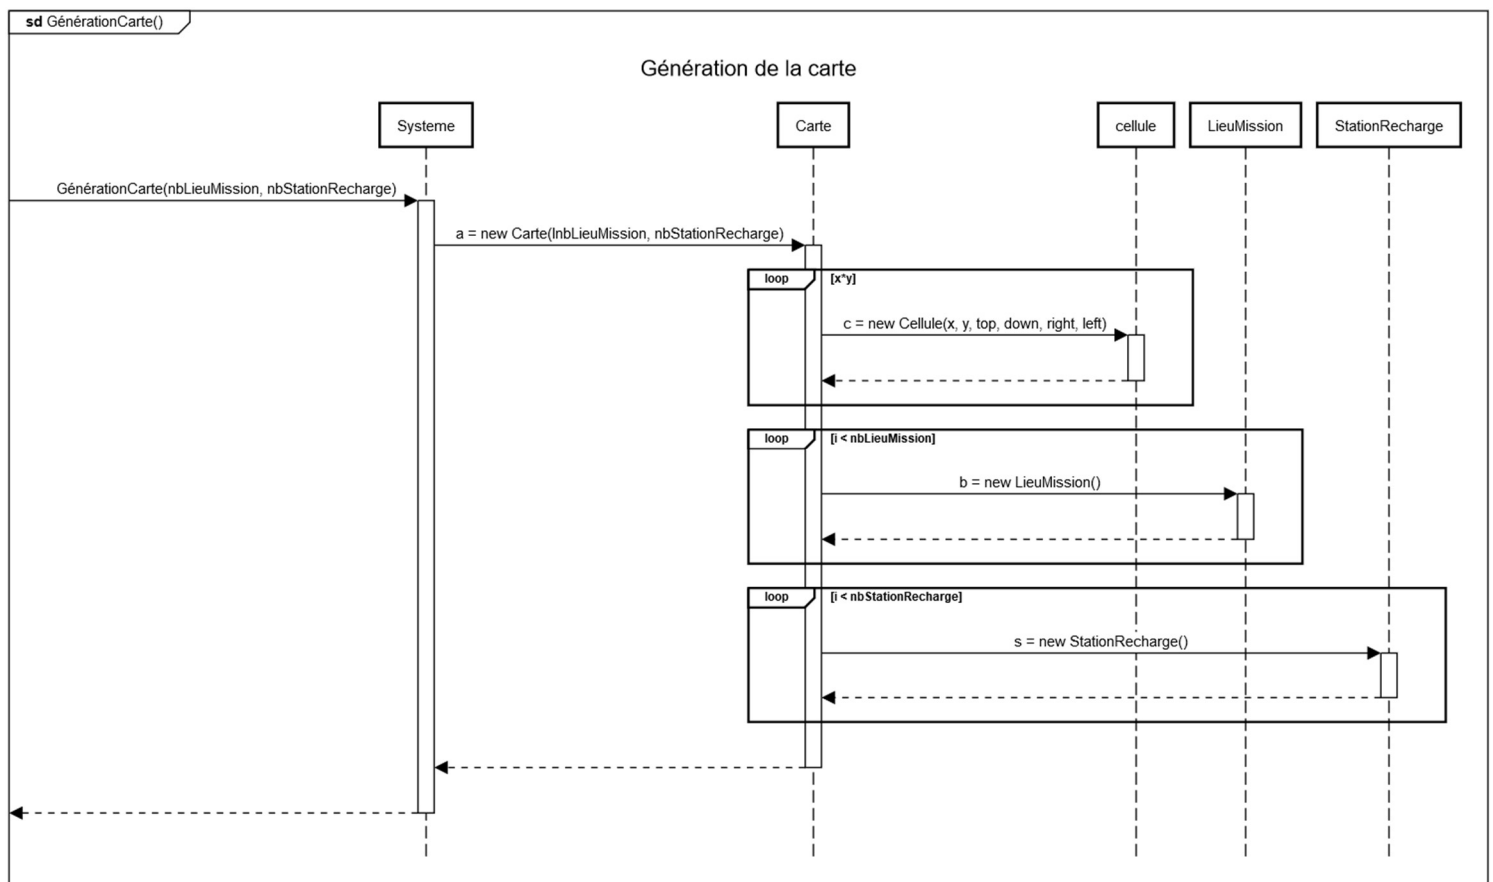 sd GénérationCarte()
Génération de la carte
Systeme
Carte
cellule
LieuMission
StationRecharge
GénérationCarte(nbLieuMission, nbStationRecharge)
a = new Carte(lnbLieuMission, nbStationRecharge)
loop [x*y]
c = new Cellule(x, y, top, down, right, left)
loop [i < nbLieuMission]
b = new LieuMission()
loop [i < nbStationRecharge]
s = new StationRecharge()